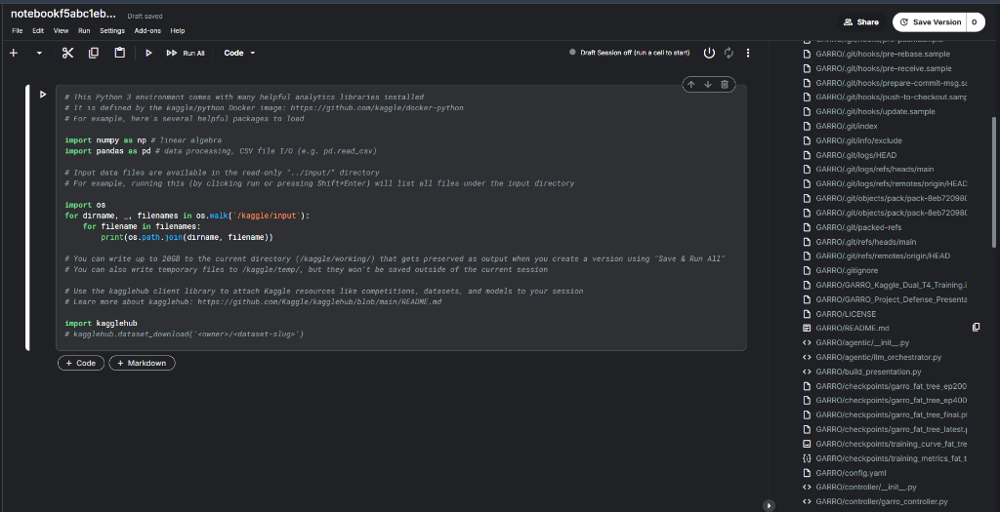 notebookf5abc1eb... Draft saved
File Edit View Run Settings Add-ons Help
Share
Save Version 0
Run All Code
Draft Session off (run a cell to start)
# This Python 3 environment comes with many helpful analytics libraries installed
# It is defined by the kaggle/python Docker image: https://github.com/kaggle/docker-python
# For example, here's several helpful packages to load
import numpy as np # linear algebra
import pandas as pd # data processing, CSV file I/O (e.g. pd.read_csv)
# Input data files are available in the read-only "../input/" directory
# For example, running this (by clicking run or pressing Shift+Enter) will list all files under the input directory
import os
for dirname, _, filenames in os.walk('/kaggle/input'):
    for filename in filenames:
        print(os.path.join(dirname, filename))
# You can write up to 20GB to the current directory (/kaggle/working/) that gets preserved as output when you create a version using "Save & Run All"
# You can also write temporary files to /kaggle/temp/, but they won't be saved outside of the current session
# Use the kagglehub client library to attach Kaggle resources like competitions, datasets, and models to your session
# Learn more about kagglehub: https://github.com/Kaggle/kagglehub/blob/main/README.md
import kagglehub
# kagglehub.dataset_download('<owner>/<dataset-slug>')
+ Code + Markdown
GARRO/.git/hooks/pre-rebase.sample
GARRO/.git/hooks/pre-receive.sample
GARRO/.git/hooks/prepare-commit-msg.sa
GARRO/.git/hooks/push-to-checkout.samp
GARRO/.git/hooks/update.sample
GARRO/.git/index
GARRO/.git/info/exclude
GARRO/.git/logs/HEAD
GARRO/.git/logs/refs/heads/main
GARRO/.git/logs/refs/remotes/origin/HEAD
GARRO/.git/objects/pack/pack-8eb720980
GARRO/.git/objects/pack/pack-8eb720980
GARRO/.git/packed-refs
GARRO/.git/refs/heads/main
GARRO/.git/refs/remotes/origin/HEAD
GARRO/.gitignore
GARRO/GARRO_Kaggle_Dual_T4_Training.i
GARRO/GARRO_Project_Defense_Presenta
GARRO/LICENSE
GARRO/README.md
GARRO/agentic/__init__.py
GARRO/agentic/llm_orchestrator.py
GARRO/build_presentation.py
GARRO/checkpoints/garro_fat_tree_ep200
GARRO/checkpoints/garro_fat_tree_ep400
GARRO/checkpoints/garro_fat_tree_final.pt
GARRO/checkpoints/garro_fat_tree_latest.p
GARRO/checkpoints/training_curve_fat_tre
GARRO/checkpoints/training_metrics_fat_t
GARRO/config.yaml
GARRO/controller/__init__.py
GARRO/controller/garro_controller.py